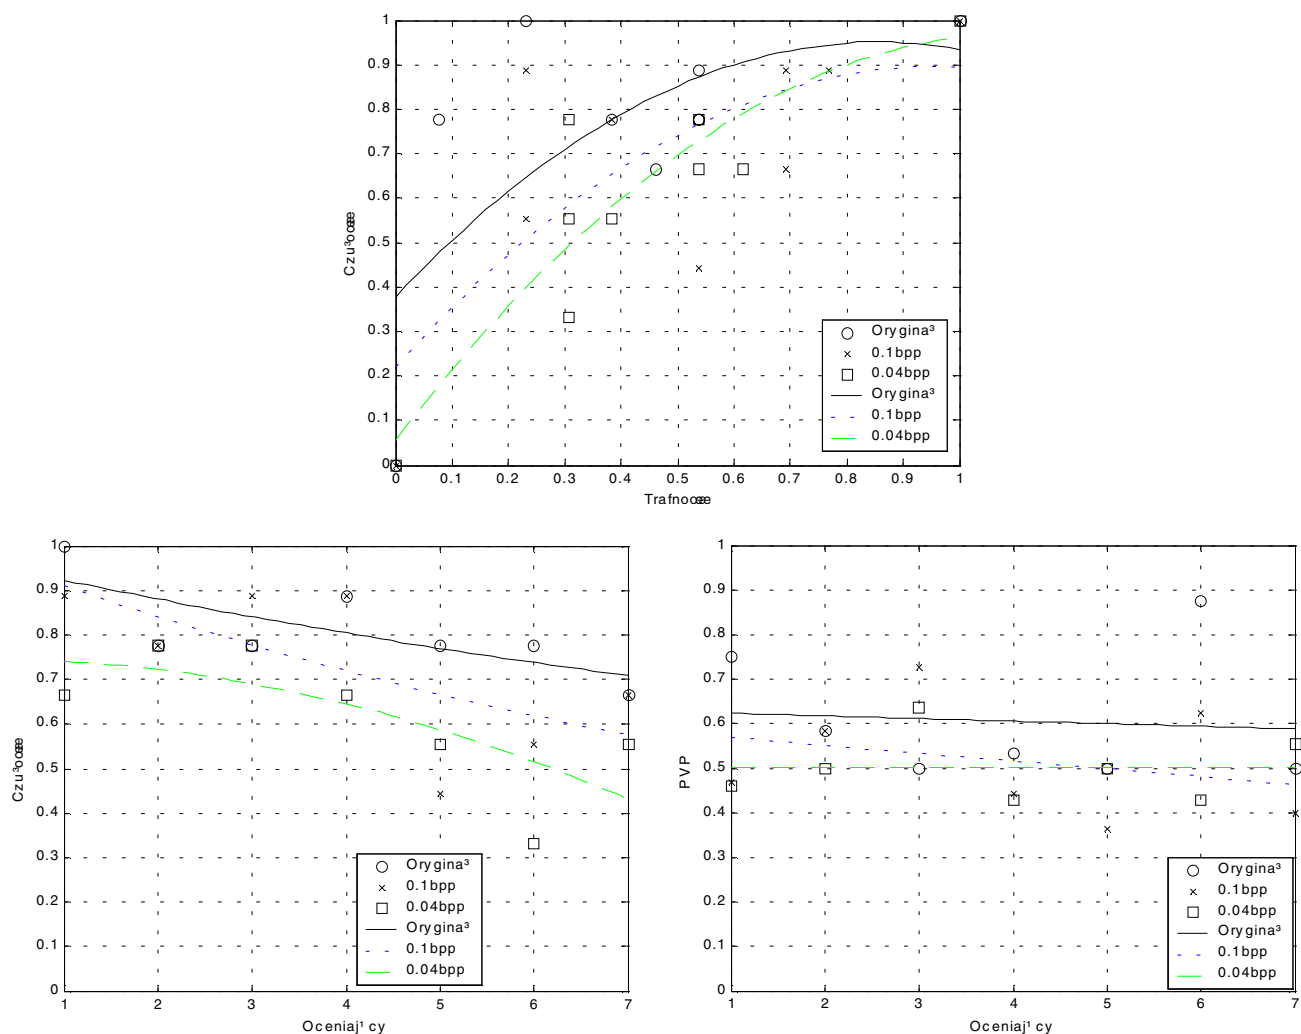 1
0.9
0.8
0.7
0.6
0.5
0.4
0.3
0.2
0.1
0
Czu³oœæ
0 0.1 0.2 0.3 0.4 0.5 0.6 0.7 0.8 0.9 1
Trafnoœæ
Orygina³
0.1bpp
0.04bpp
Orygina³
0.1bpp
0.04bpp
1
0.9
0.8
0.7
0.6
0.5
0.4
0.3
0.2
0.1
0
Czu³oœæ
1 2 3 4 5 6 7
Oceniaj¹cy
Orygina³
0.1bpp
0.04bpp
Orygina³
0.1bpp
0.04bpp
1
0.9
0.8
0.7
0.6
0.5
0.4
0.3
0.2
0.1
0
PVP
1 2 3 4 5 6 7
Oceniaj¹cy
Orygina³
0.1bpp
0.04bpp
Orygina³
0.1bpp
0.04bpp